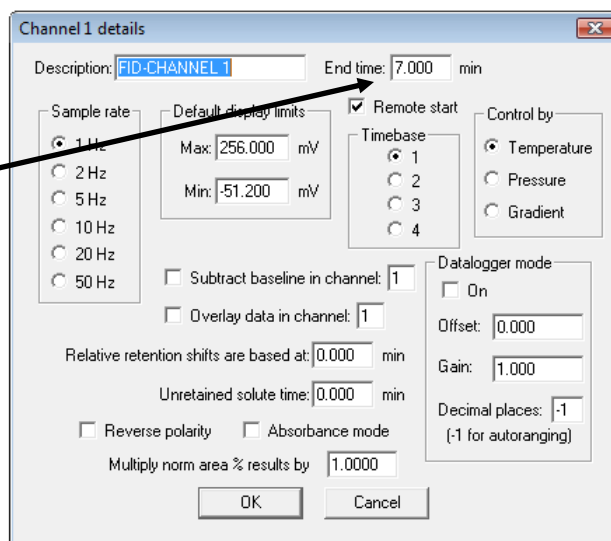 Channel 1 details
Description: FID-CHANNEL 1 End time: 7.000 min
Sample rate
1 Hz
2 Hz
5 Hz
10 Hz
20 Hz
50 Hz
Default display limits
Max: 256.000 mV
Min: -51.200 mV
Remote start
Timebase
1
2
3
4
Control by
Temperature
Pressure
Gradient
Subtract baseline in channel: 1
Overlay data in channel: 1
Relative retention shifts are based at: 0.000 min
Unretained solute time: 0.000 min
Reverse polarity Absorbance mode
Multiply norm area % results by 1.0000
Datalogger mode
On
Offset: 0.000
Gain: 1.000
Decimal places: -1
(-1 for autoranging)
OK Cancel